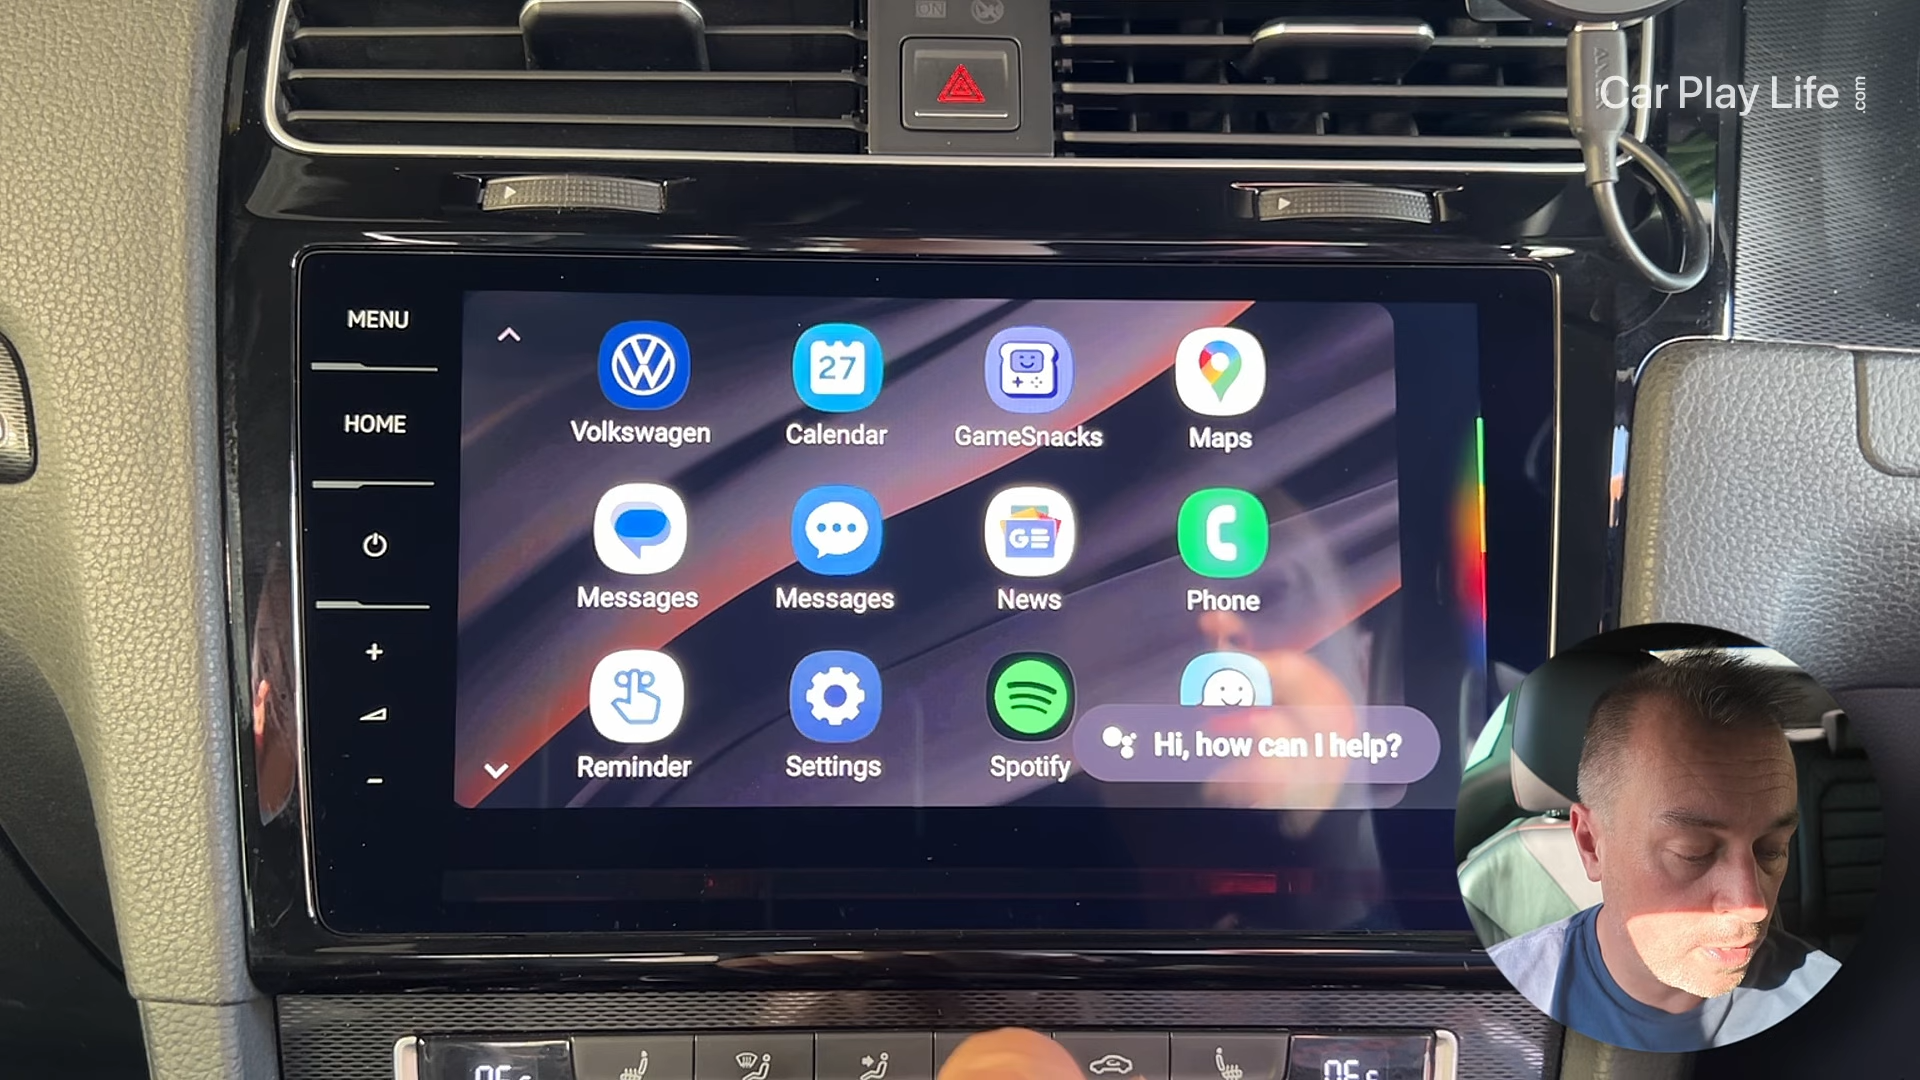 Car Play Life .com
MENU
HOME
27
Volkswagen
Calendar
GameSnacks
Maps
Messages
Messages
News
Phone
Reminder
Settings
Spotify
Hi, how can I help?